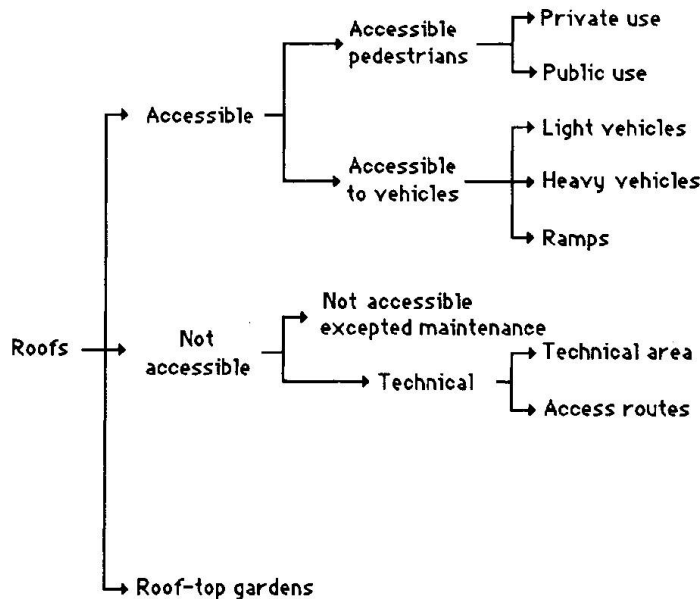 Roofs
Accessible
Accessible
pedestrians
Private use
Public use
Accessible
to vehicles
Light vehicles
Heavy vehicles
Ramps
Not
accessible
Not accessible
excepted maintenance
Technical
Technical area
Access routes
Roof-top gardens